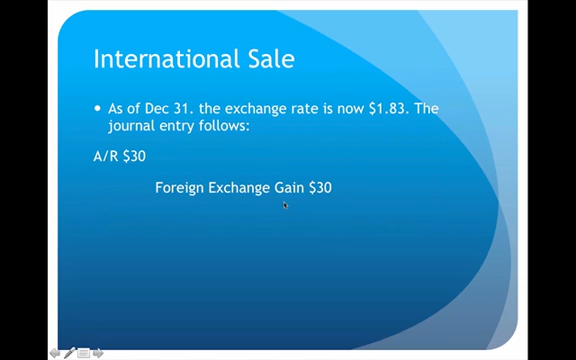 International Sale
• As of Dec 31. the exchange rate is now $1.83. The
journal entry follows:
A/R $30
Foreign Exchange Gain $30